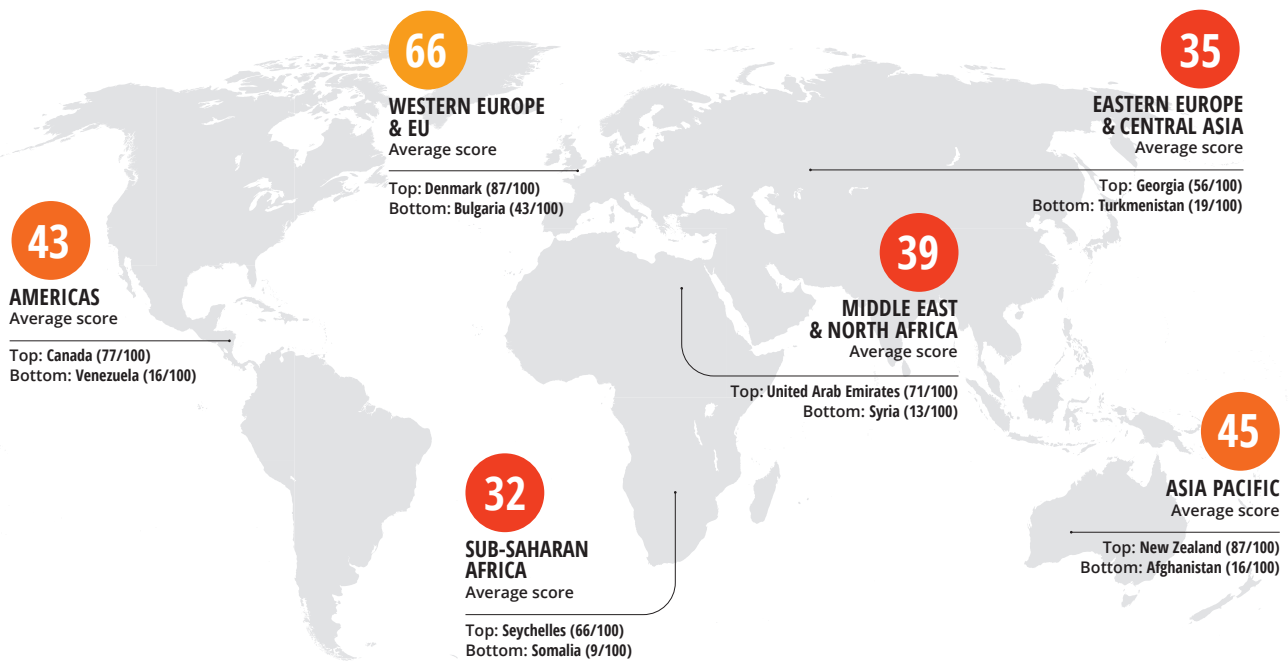 66
WESTERN EUROPE
& EU
Average score
Top: Denmark (87/100)
Bottom: Bulgaria (43/100)
35
EASTERN EUROPE
& CENTRAL ASIA
Average score
Top: Georgia (56/100)
Bottom: Turkmenistan (19/100)
43
AMERICAS
Average score
Top: Canada (77/100)
Bottom: Venezuela (16/100)
39
MIDDLE EAST
& NORTH AFRICA
Average score
Top: United Arab Emirates (71/100)
Bottom: Syria (13/100)
45
ASIA PACIFIC
Average score
Top: New Zealand (87/100)
Bottom: Afghanistan (16/100)
32
SUB-SAHARAN
AFRICA
Average score
Top: Seychelles (66/100)
Bottom: Somalia (9/100)